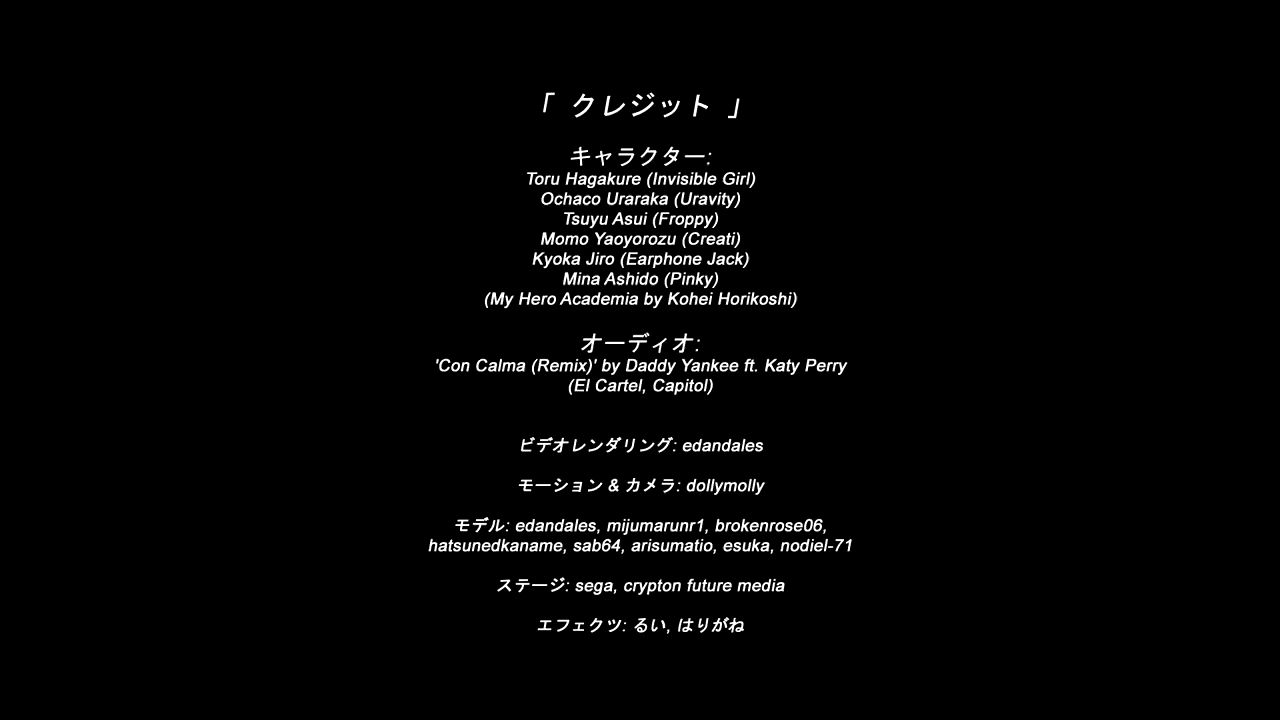 「 クレジット 」
キャラクター:
Toru Hagakure (Invisible Girl)
Ochaco Uraraka (Uravity)
Tsuyu Asui (Froppy)
Momo Yaoyorozu (Creati)
Kyoka Jiro (Earphone Jack)
Mina Ashido (Pinky)
(My Hero Academia by Kohei Horikoshi)
オーディオ:
'Con Calma (Remix)' by Daddy Yankee ft. Katy Perry
(El Cartel, Capitol)
ビデオレンダリング: edandales
モーション & カメラ: dollymolly
モデル: edandales, mijumarunr1, brokenrose06,
hatsunedkaname, sab64, arisumatio, esuka, nodiel-71
ステージ: sega, crypton future media
エフェクツ: るい, はりがね